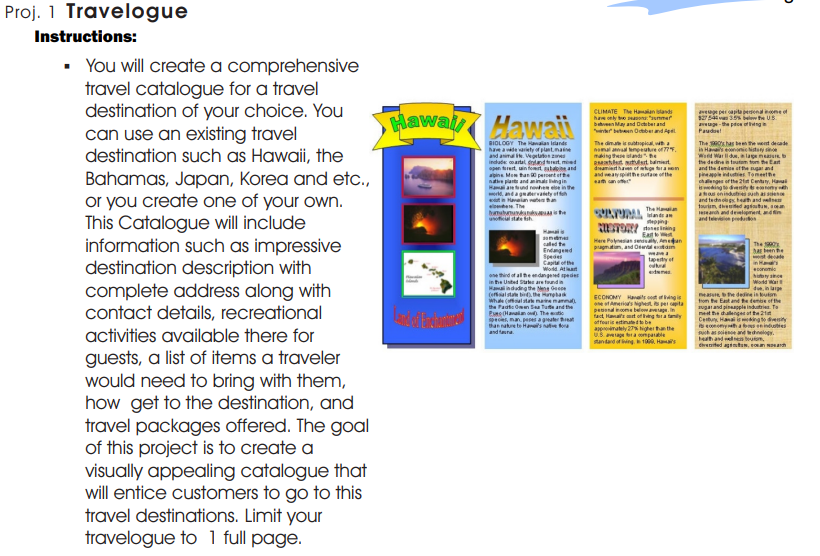 Proj. 1 Travelogue
Instructions:
▪ You will create a comprehensive
travel catalogue for a travel
destination of your choice. You
can use an existing travel
destination such as Hawaii, the
Bahamas, Japan, Korea and etc.,
or you create one of your own.
This Catalogue will include
information such as impressive
destination description with
complete address along with
contact details, recreational
activities available there for
guests, a list of items a traveler
would need to bring with them,
how get to the destination, and
travel packages offered. The goal
of this project is to create a
visually appealing catalogue that
will entice customers to go to this
travel destinations. Limit your
travelogue to 1 full page.
Hawaii
Land of Enchantment
Hawaii
BIOLOGY The Hawaiian Islands
have a wide variety of plant, marine
and animal life. Vegetation zones
include: coastal, dryland forest, mixed
open forest, rain forest, subalpine and
alpine. More than 90 percent of the
native plants and animals living in
Hawaii are found nowhere else in the
world, and a greater variety of fish
exist in Hawaiian waters than
elsewhere. The
humuhumunukunukuapuaa is the
unofficial state fish.
Hawaii is
sometimes
called the
Endangered
Species
Capital of the
World. At least
one third of all the endangered species
in the United States are found in
Hawaii including the Nene Goose
(official state bird), the Humpback
Whale (official state marine mammal),
the Pacific Green Sea Turtle and the
Pueo (Hawaiian owl). The exotic
species, man, poses a greater threat
than nature to Hawaii's native flora
and fauna.
CLIMATE The Hawaiian Islands
have only two seasons: "summer"
between May and October and
"winter" between October and April.
The climate is subtropical, with a
normal annual temperature of 77°F,
making these islands " the
peacefullest, restfullest, balmiest,
dreamiest haven of refuge for a worn
and weary spirit the surface of the
earth can offer."
CULTURAL
HISTORY
The Hawaiian
Islands are
stepping-
stones linking
East to West.
Here Polynesian sensuality, American
pragmatism, and Oriental exoticism
weave a
tapestry of
cultural
extremes.
ECONOMY Hawaii's cost of living is
one of America's highest, its per capita
personal income below average. In
fact, Hawaii's cost of living for a family
of four is estimated to be
approximately 27% higher than the
U.S. average for a comparable
standard of living. In 1999, Hawaii's
average per capita personal income of
$27,544 was 3.5% below the U.S.
average - the price of living in
Paradise!
The 1990's has been the worst decade
in Hawaii's economic history since
World War II due, in large measure, to
the decline in tourism from the East
and the demise of the sugar and
pineapple industries. To meet the
challenges of the 21st Century, Hawaii
is working to diversify its economy with
a focus on industries such as science
and technology, health and wellness
tourism, diversified agriculture, ocean
research and development, and film
and television production.
The 1990's
has been the
worst decade
in Hawaii's
economic
history since
World War II
due, in large
measure, to the decline in tourism
from the East and the demise of the
sugar and pineapple industries. To
meet the challenges of the 21st
Century, Hawaii is working to diversify
its economy with a focus on industries
such as science and technology,
health and wellness tourism,
diversified agriculture, ocean research